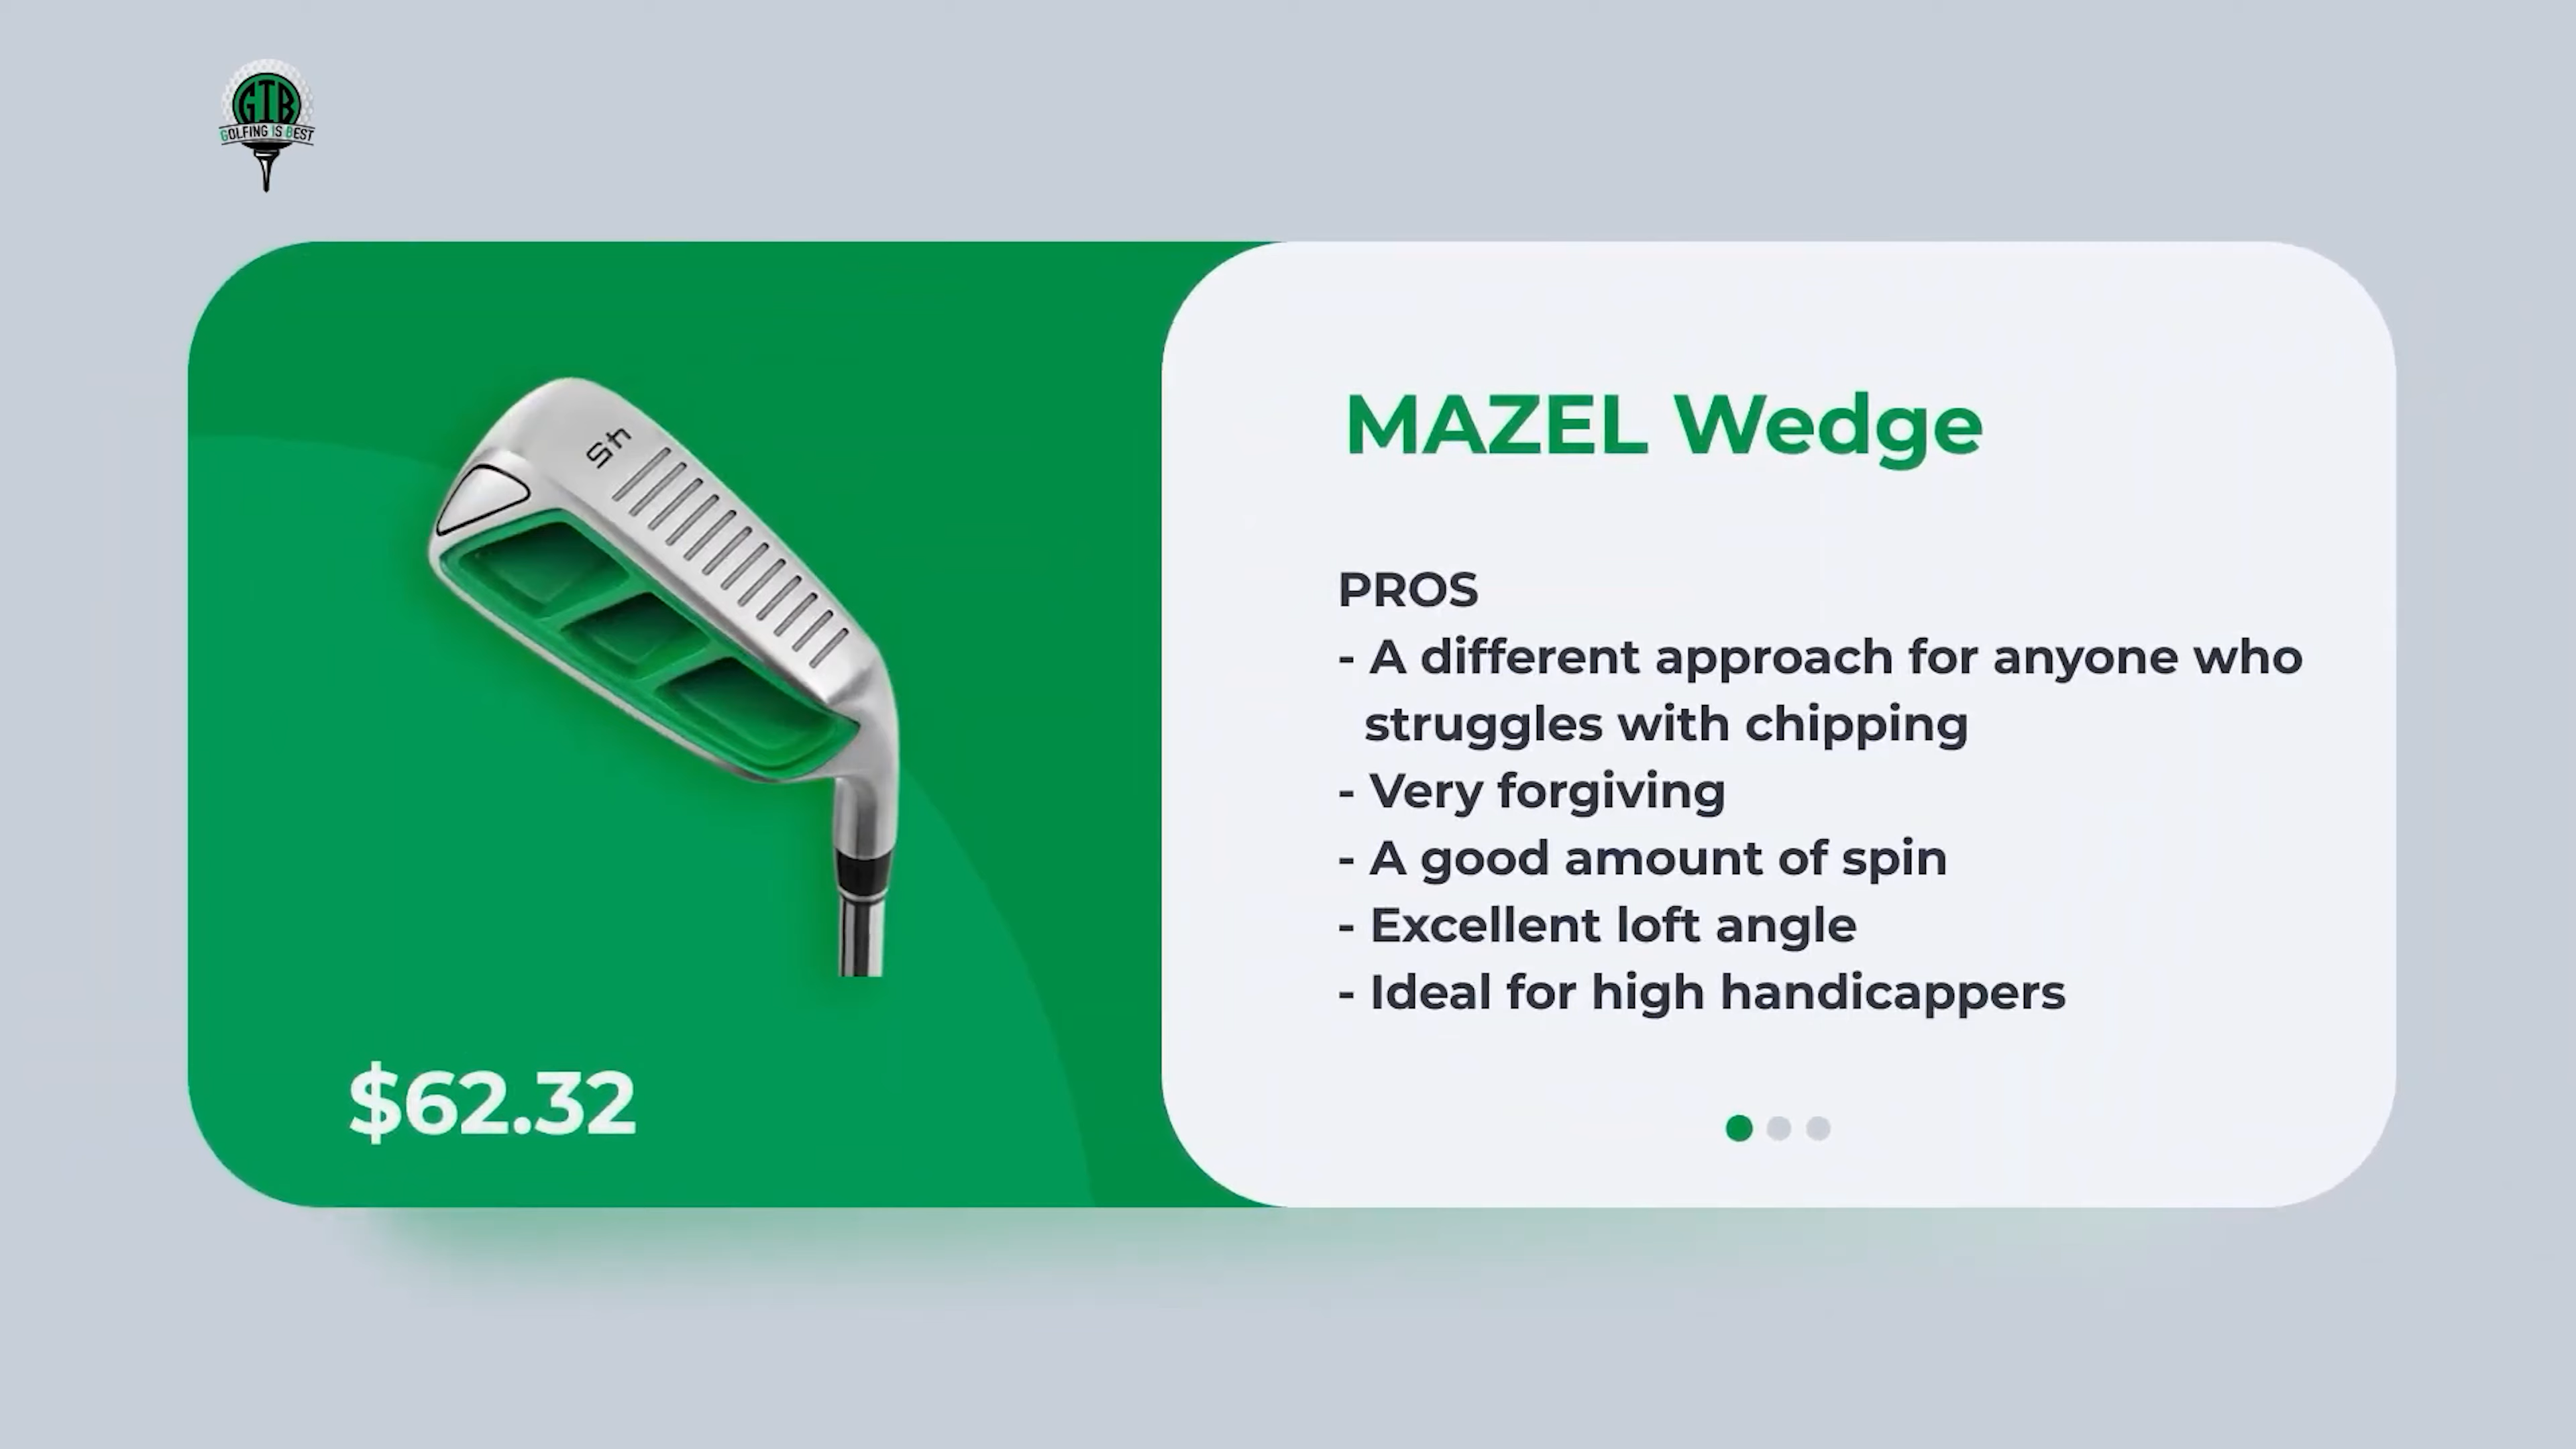 GIB
GOLFING IS BEST
45
MAZEL Wedge
PROS
- A different approach for anyone who
struggles with chipping
- Very forgiving
- A good amount of spin
- Excellent loft angle
- Ideal for high handicappers
$62.32